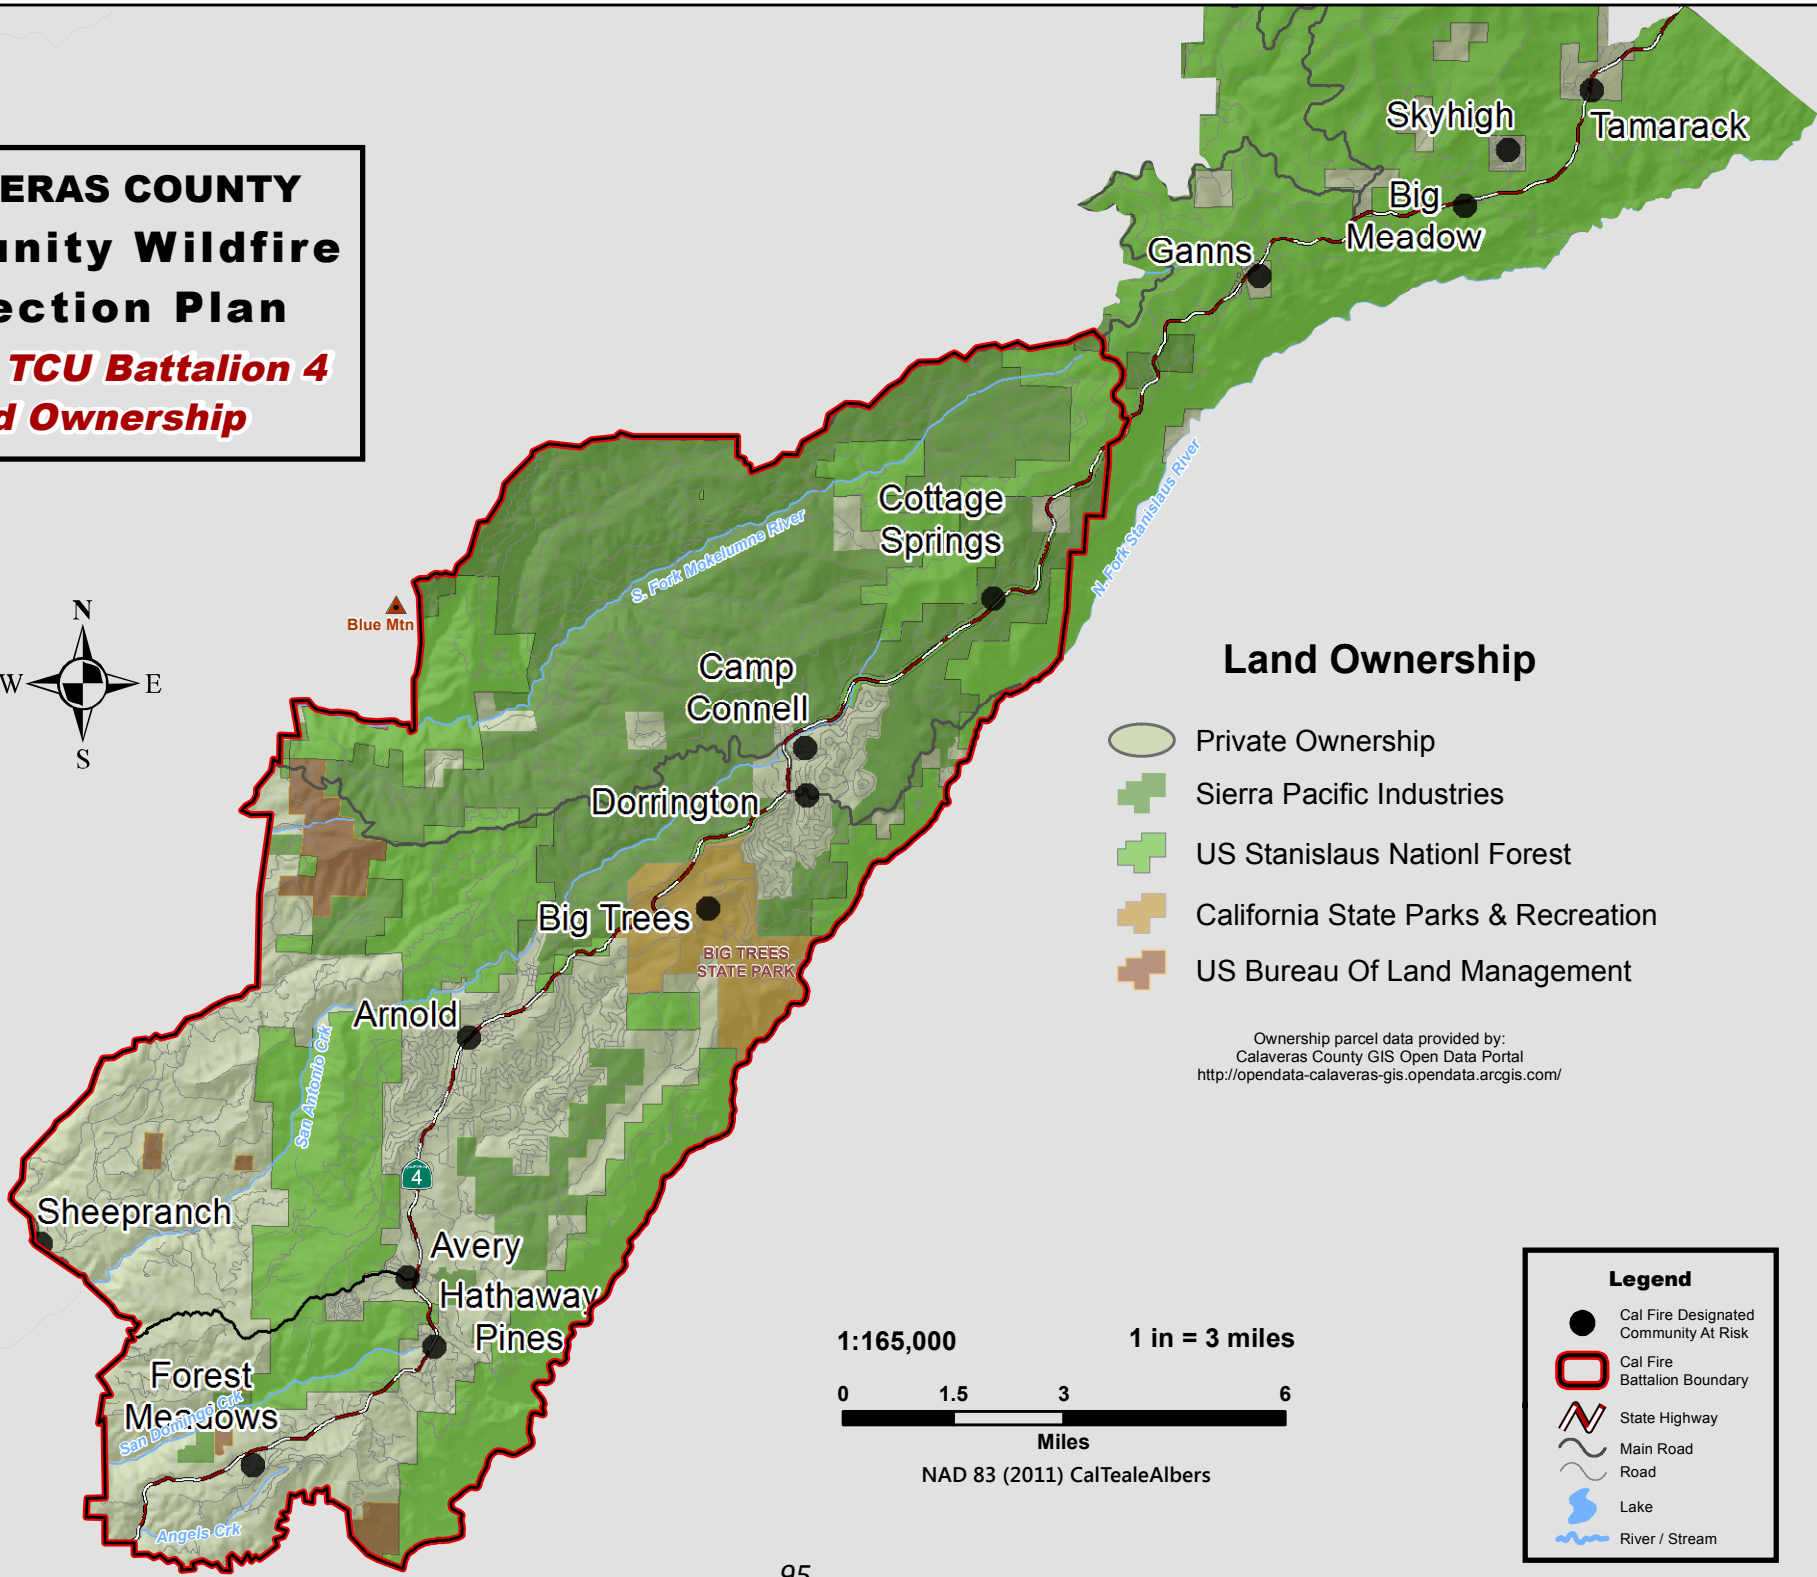 ERAS COUNTY
unity Wildfire
ection Plan
TCU Battalion 4
d Ownership
Skyhigh
Tamarack
Big
Meadow
Ganns
Cottage
Springs
N. Fork Stanislaus River
S. Fork Mokelumne River
Blue Mtn
N
W
E
S
Camp
Connell
Dorrington
Big Trees
BIG TREES
STATE PARK
Arnold
San Antonio Crk
CALIFORNIA
4
Sheepranch
Avery
Hathaway
Pines
Forest
Meadows
San Domingo Crk
Angels Crk
Land Ownership
Private Ownership
Sierra Pacific Industries
US Stanislaus Nationl Forest
California State Parks & Recreation
US Bureau Of Land Management
Ownership parcel data provided by:
Calaveras County GIS Open Data Portal
http://opendata-calaveras-gis.opendata.arcgis.com/
1:165,000
1 in = 3 miles
0 1.5 3 6
Miles
NAD 83 (2011) CalTealeAlbers
Legend
Cal Fire Designated
Community At Risk
Cal Fire
Battalion Boundary
State Highway
Main Road
Road
Lake
River / Stream
95